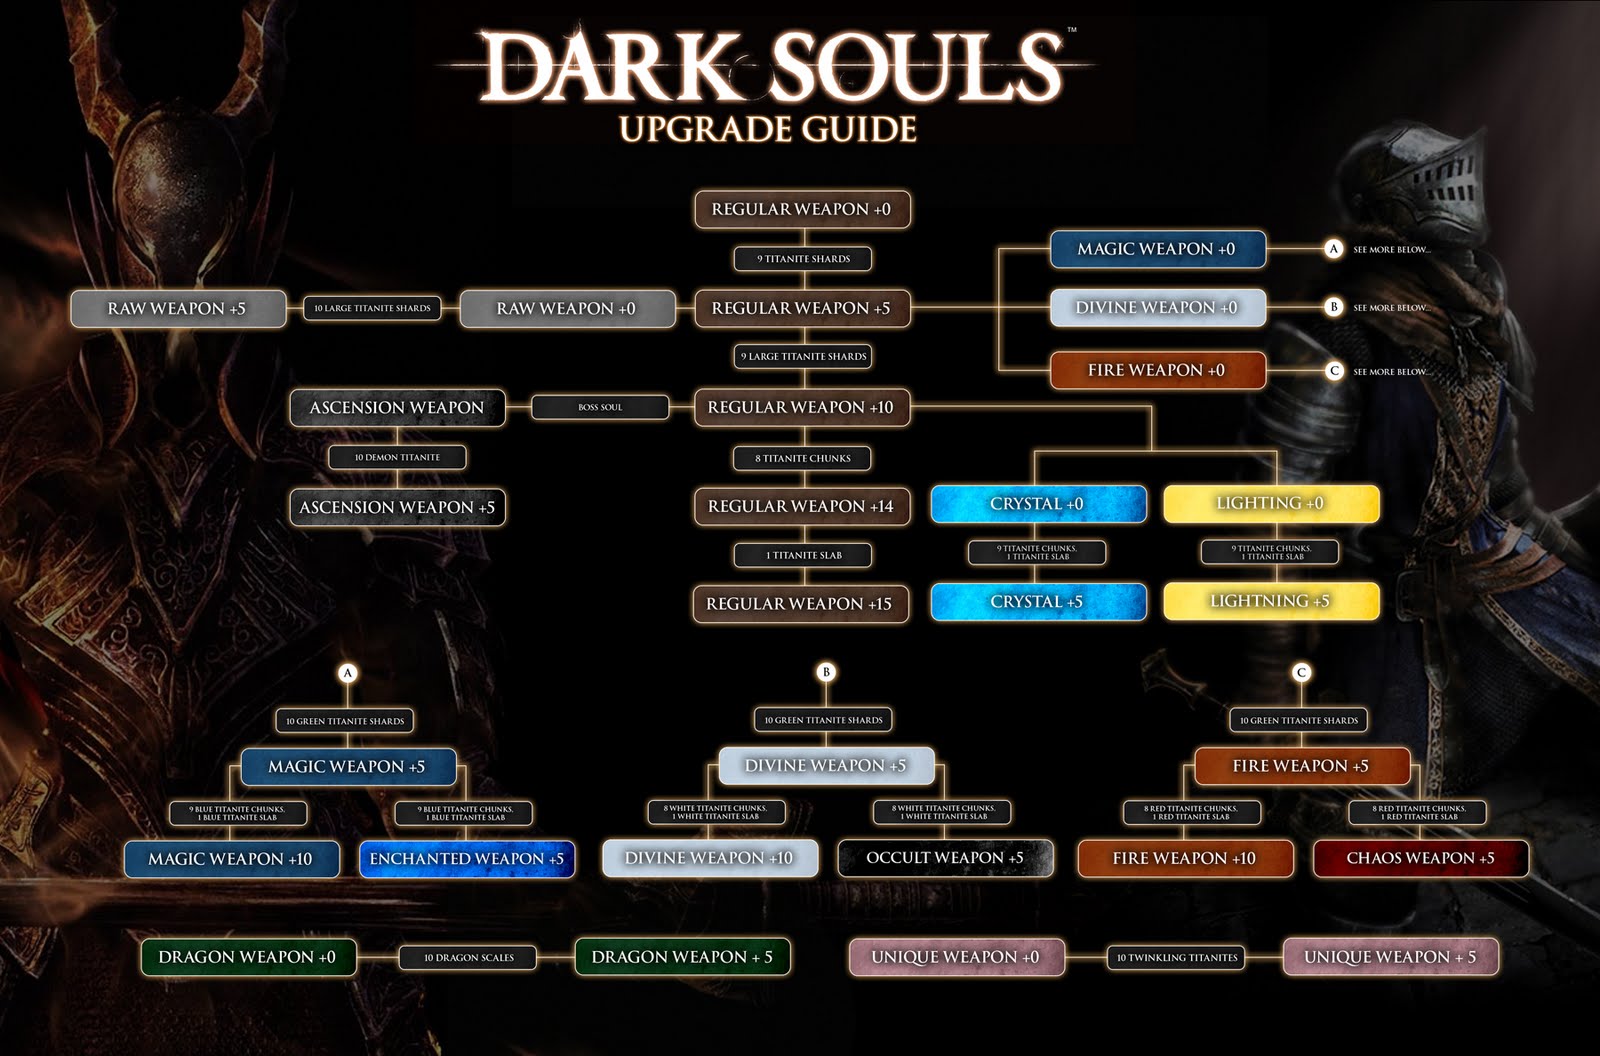 DARK SOULS™
UPGRADE GUIDE
REGULAR WEAPON +0
9 TITANITE SHARDS
MAGIC WEAPON +0
A
SEE MORE BELOW...
RAW WEAPON +5
10 LARGE TITANITE SHARDS
RAW WEAPON +0
REGULAR WEAPON +5
DIVINE WEAPON +0
B
SEE MORE BELOW...
9 LARGE TITANITE SHARDS
FIRE WEAPON +0
C
SEE MORE BELOW...
ASCENSION WEAPON
BOSS SOUL
REGULAR WEAPON +10
10 DEMON TITANITE
8 TITANITE CHUNKS
ASCENSION WEAPON +5
REGULAR WEAPON +14
CRYSTAL +0
LIGHTING +0
1 TITANITE SLAB
9 TITANITE CHUNKS,
1 TITANITE SLAB
9 TITANITE CHUNKS,
1 TITANITE SLAB
REGULAR WEAPON +15
CRYSTAL +5
LIGHTNING +5
A
B
C
10 GREEN TITANITE SHARDS
10 GREEN TITANITE SHARDS
10 GREEN TITANITE SHARDS
MAGIC WEAPON +5
DIVINE WEAPON +5
FIRE WEAPON +5
9 BLUE TITANITE CHUNKS,
1 BLUE TITANITE SLAB
9 BLUE TITANITE CHUNKS,
1 BLUE TITANITE SLAB
8 WHITE TITANITE CHUNKS,
1 WHITE TITANITE SLAB
8 WHITE TITANITE CHUNKS,
1 WHITE TITANITE SLAB
8 RED TITANITE CHUNKS,
1 RED TITANITE SLAB
8 RED TITANITE CHUNKS,
1 RED TITANITE SLAB
MAGIC WEAPON +10
ENCHANTED WEAPON +5
DIVINE WEAPON +10
OCCULT WEAPON +5
FIRE WEAPON +10
CHAOS WEAPON +5
DRAGON WEAPON +0
10 DRAGON SCALES
DRAGON WEAPON + 5
UNIQUE WEAPON +0
10 TWINKLING TITANITES
UNIQUE WEAPON + 5